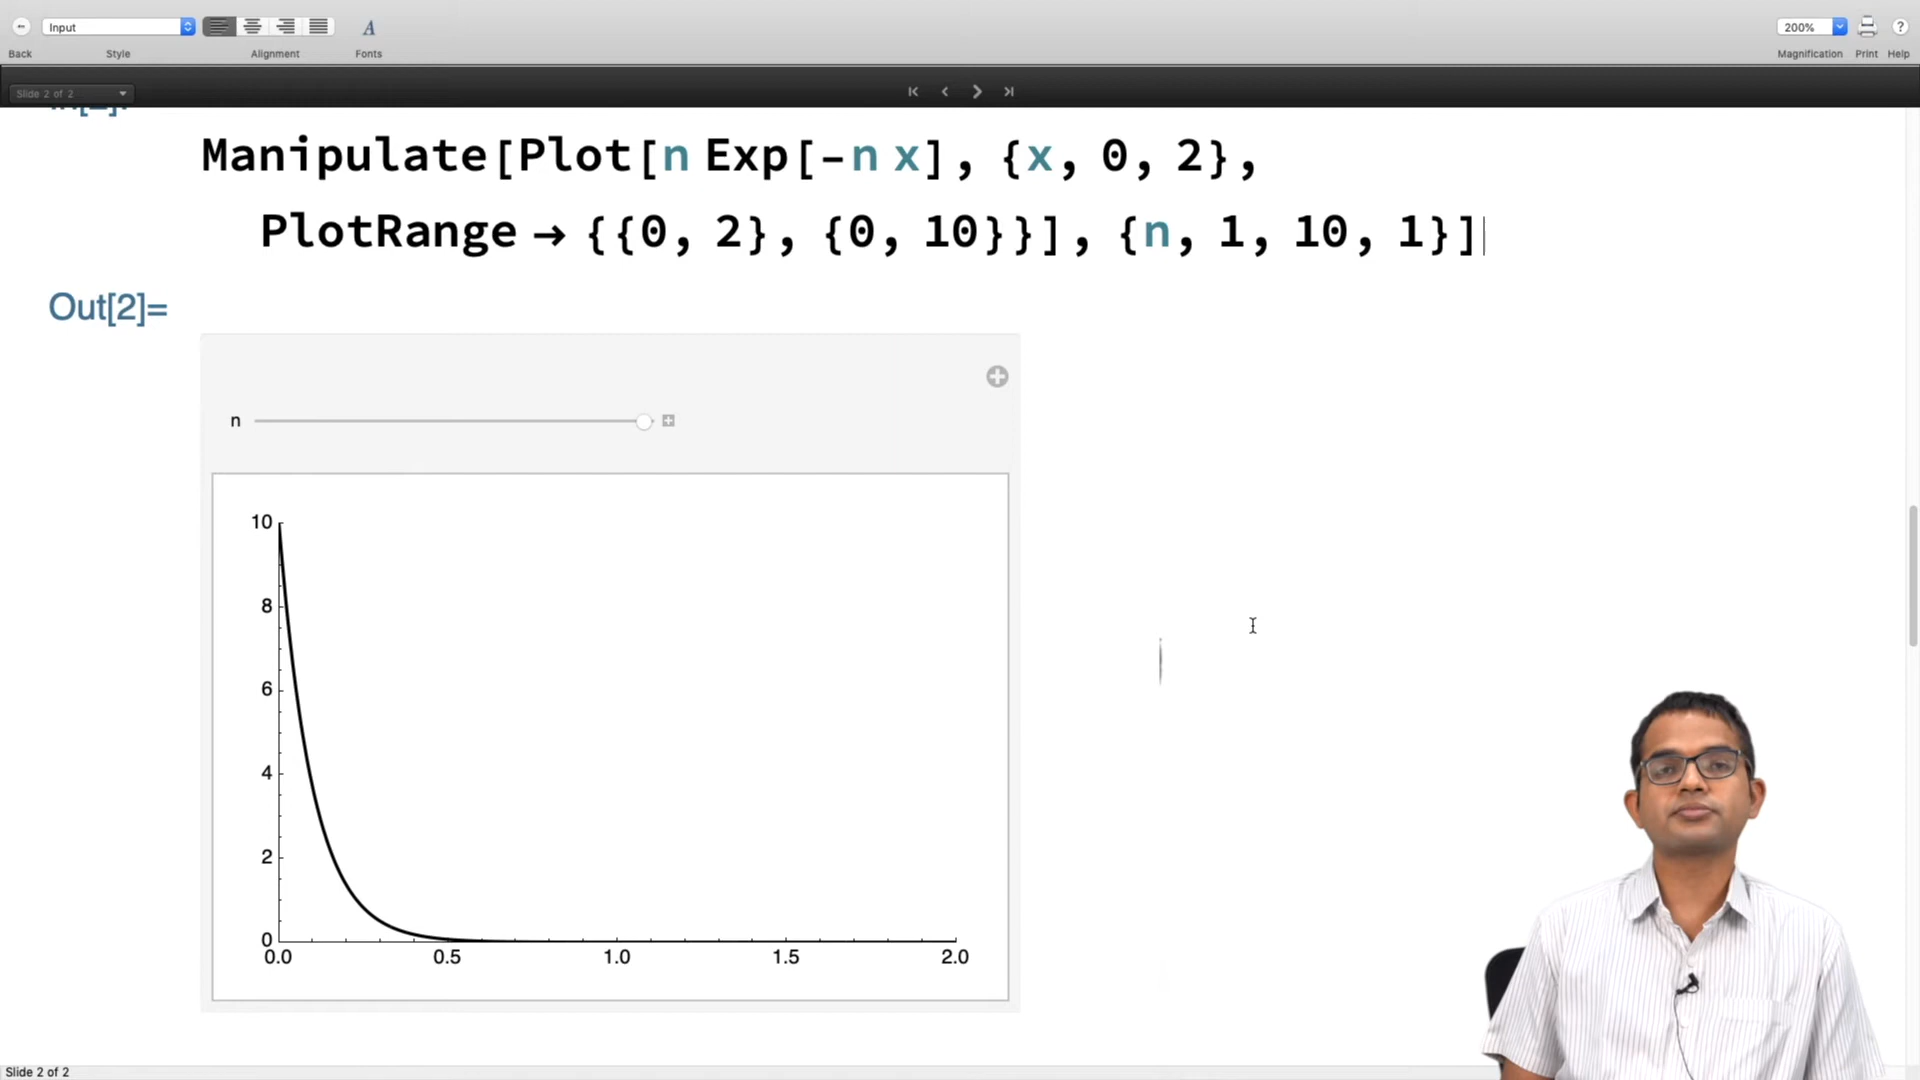 Input
200%
Back
Style
Alignment
Fonts
Magnification
Print
Help
Slide 2 of 2
Manipulate[Plot[n Exp[-n x], {x, 0, 2},
PlotRange → {{0, 2}, {0, 10}}], {n, 1, 10, 1}]
Out[2]=
n
10
8
6
4
2
0
0.0 0.5 1.0 1.5 2.0
Slide 2 of 2